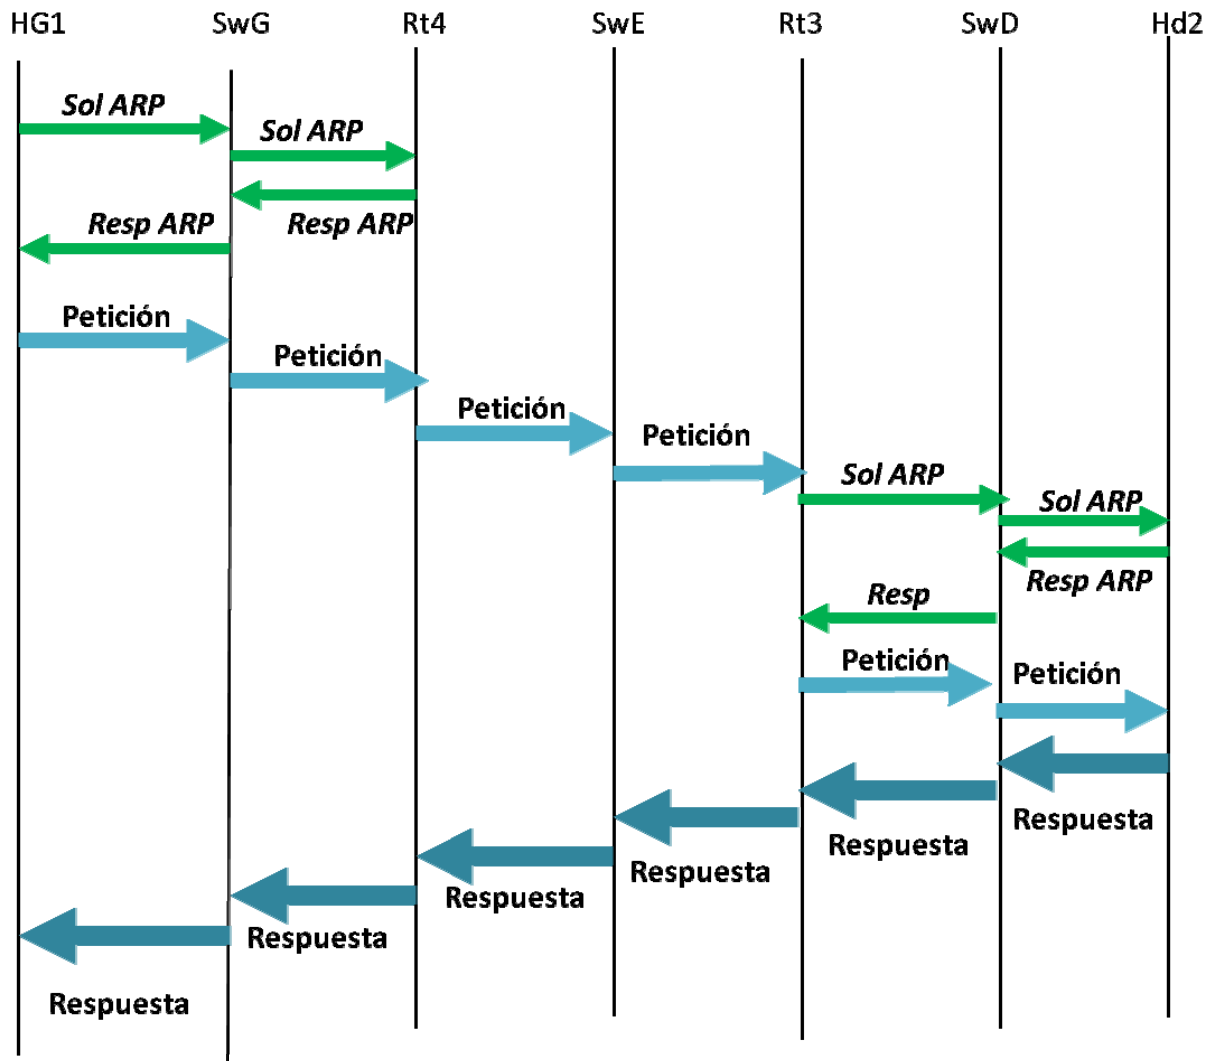 HG1 SwG Rt4 SwE Rt3 SwD Hd2
Sol ARP
Sol ARP
Resp ARP Resp ARP
Petición
Petición
Petición
Petición
Sol ARP
Sol ARP
Resp ARP
Resp
Petición
Petición
Respuesta
Respuesta
Respuesta
Respuesta
Respuesta
Respuesta